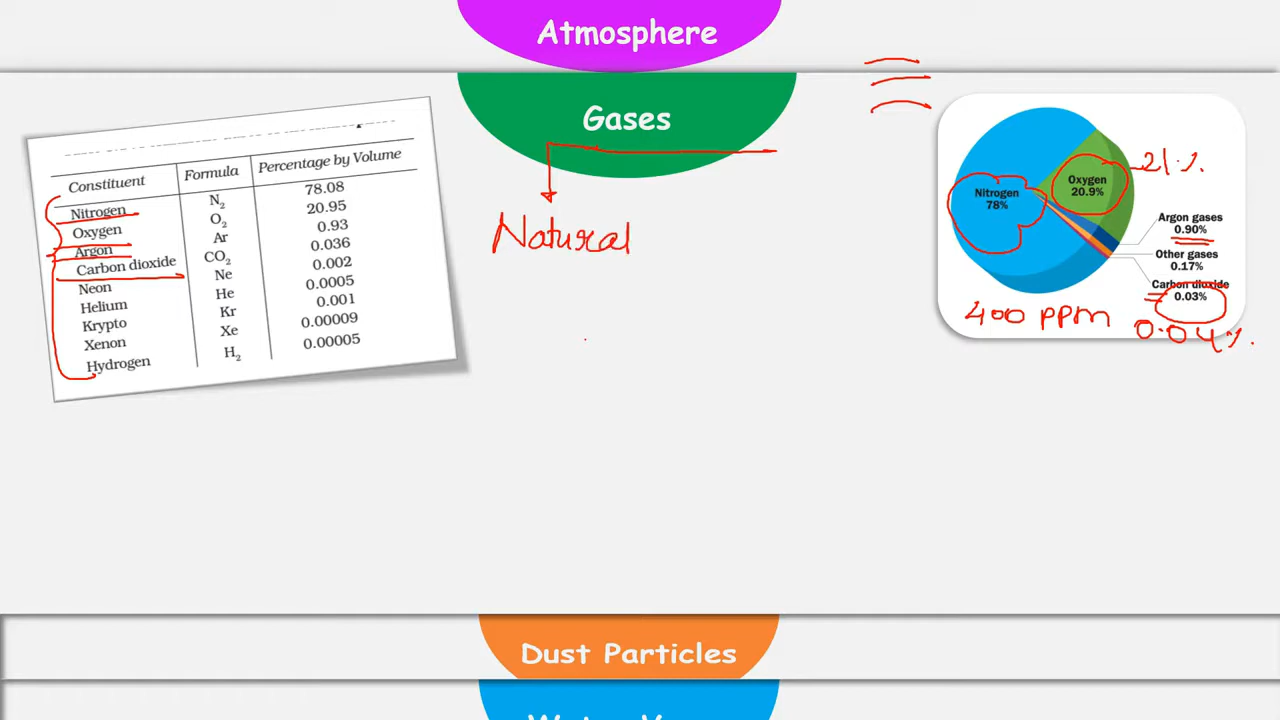 Atmosphere
Gases
Constituent Formula Percentage by Volume
Nitrogen N2 78.08
Oxygen O2 20.95
Argon Ar 0.93
Carbon dioxide CO2 0.036
Neon Ne 0.002
Helium He 0.0005
Krypto Kr 0.001
Xenon Xe 0.00009
Hydrogen H2 0.00005
Natural
Nitrogen
78%
Oxygen
20.9%
21%
Argon gases
0.90%
Other gases
0.17%
Carbon dioxide
0.03%
400 ppm
0.04%
Dust Particles